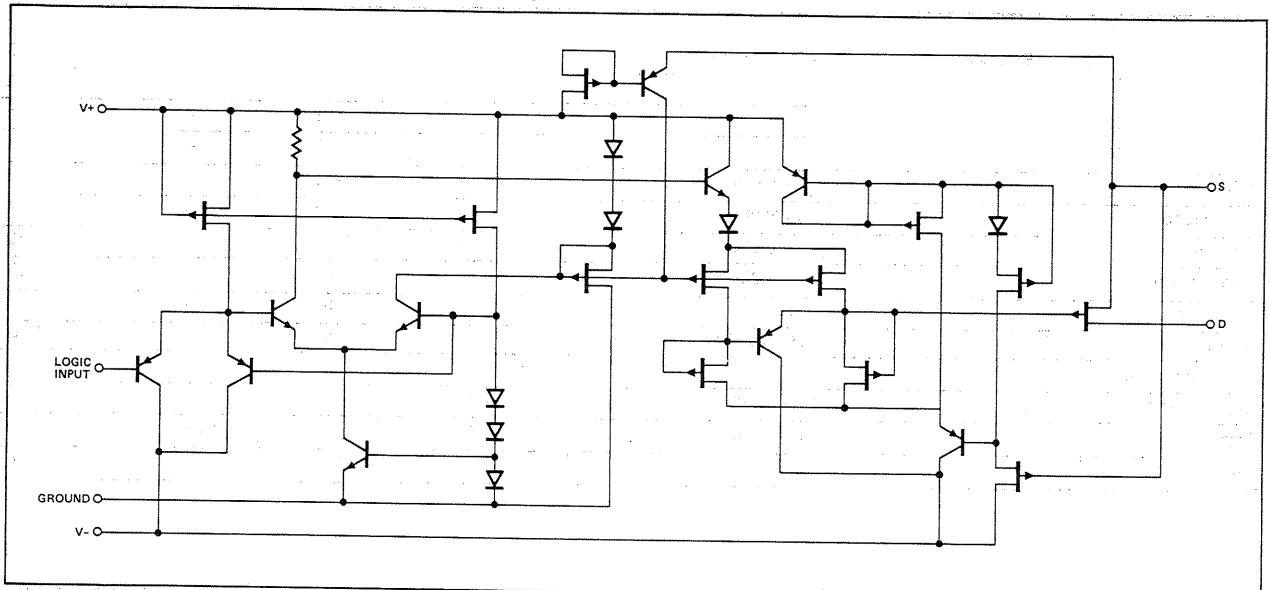 V+
S
D
LOGIC
INPUT
GROUND
V-